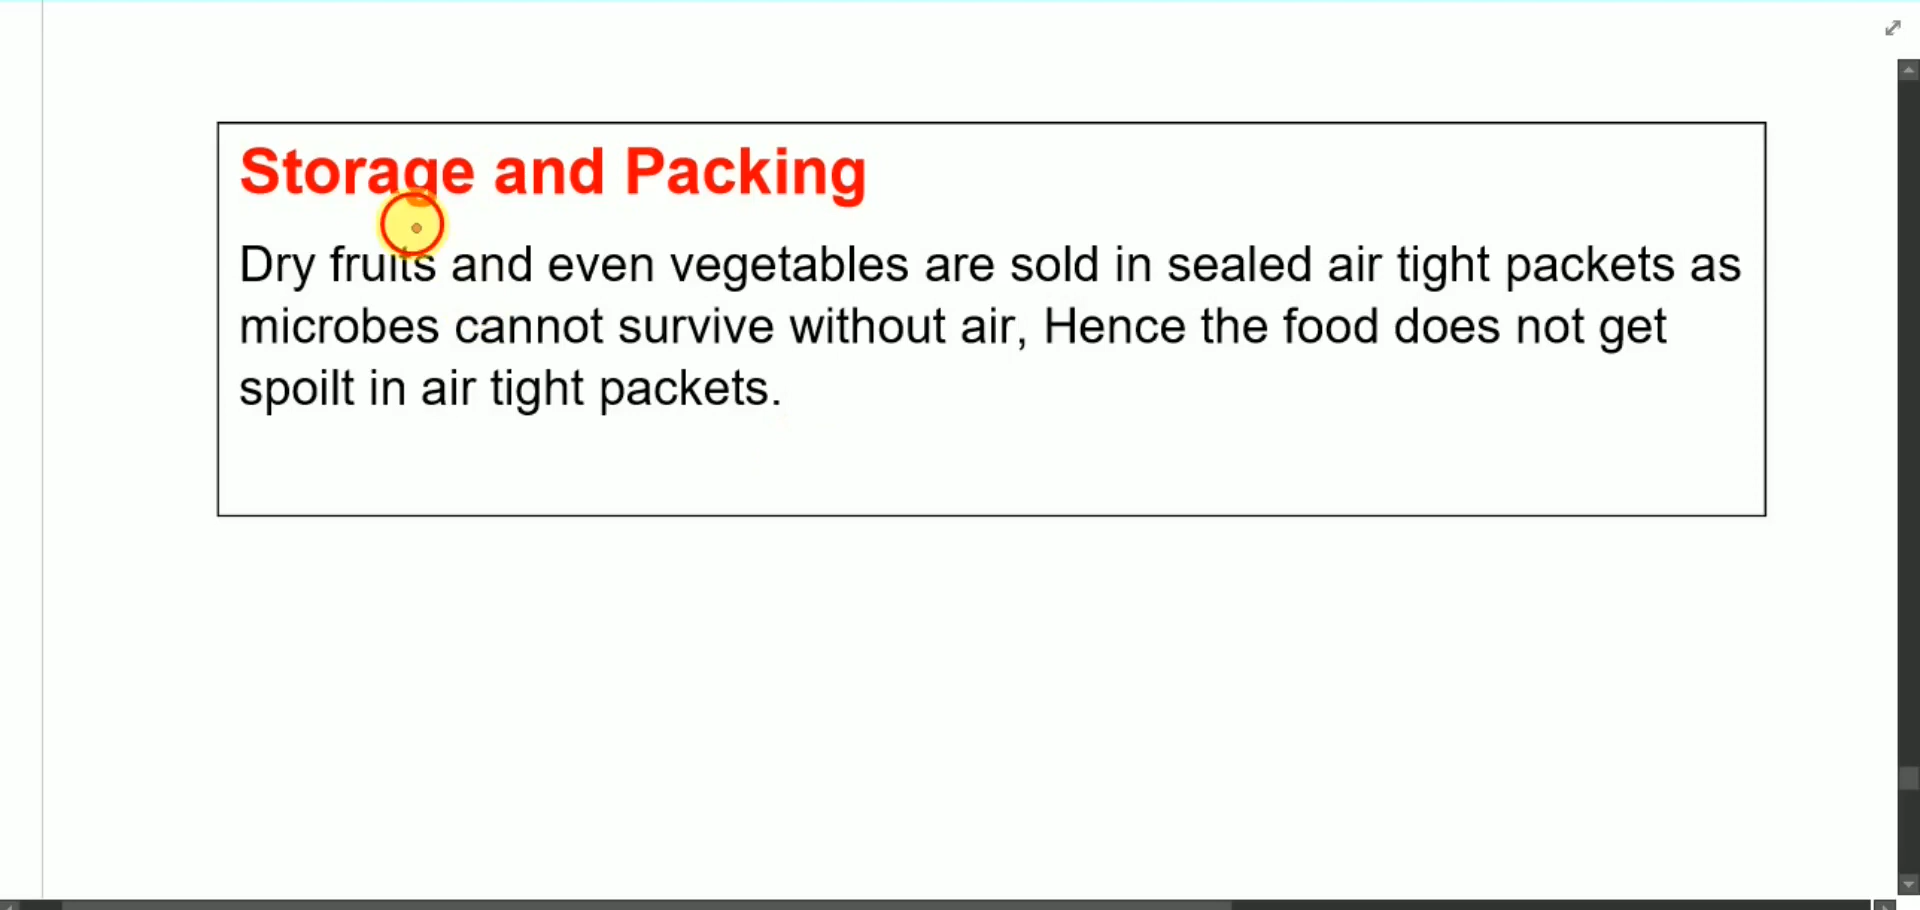 Storage and Packing
Dry fruits and even vegetables are sold in sealed air tight packets as
microbes cannot survive without air, Hence the food does not get
spoilt in air tight packets.